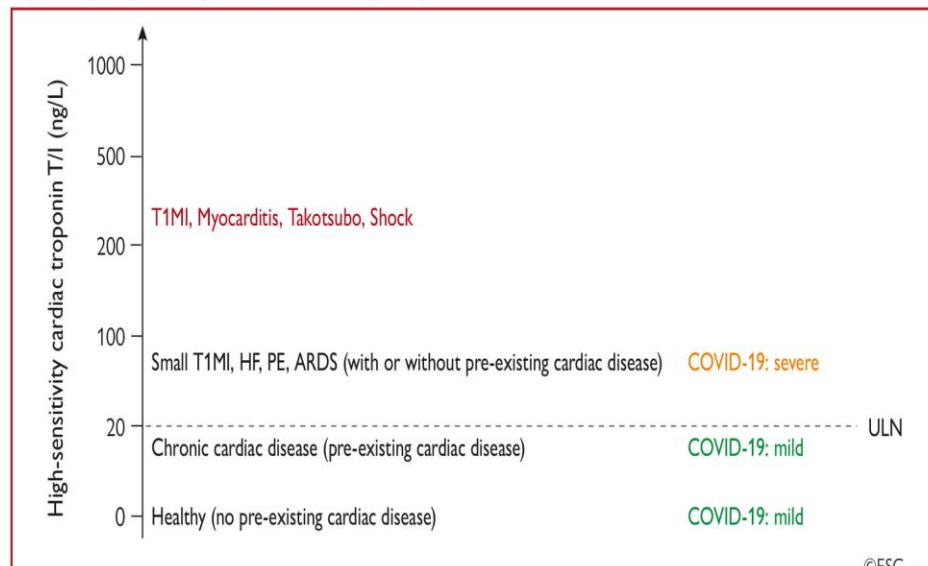 High-sensitivity cardiac troponin T/I (ng/L)
1000
500
T1MI, Myocarditis, Takotsubo, Shock
200
100
Small T1MI, HF, PE, ARDS (with or without pre-existing cardiac disease) COVID-19: severe
20
ULN
Chronic cardiac disease (pre-existing cardiac disease) COVID-19: mild
0 Healthy (no pre-existing cardiac disease) COVID-19: mild
©ESC